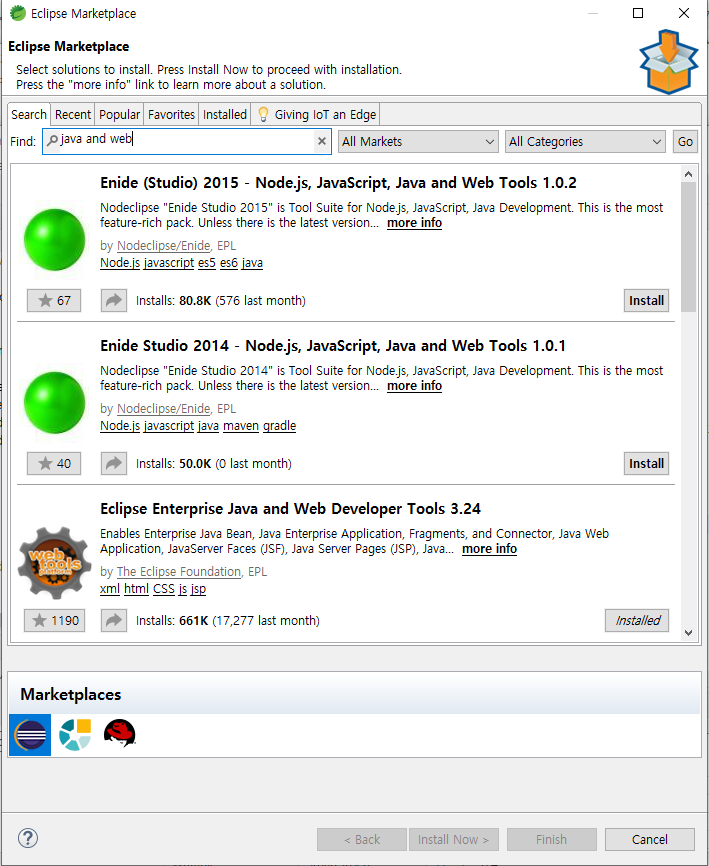 Eclipse Marketplace
Eclipse Marketplace
Select solutions to install. Press Install Now to proceed with installation.
Press the "more info" link to learn more about a solution.
Search Recent Popular Favorites Installed Giving IoT an Edge
Find: java and web All Markets All Categories Go
Enide (Studio) 2015 - Node.js, JavaScript, Java and Web Tools 1.0.2
Nodeclipse "Enide Studio 2015" is Tool Suite for Node.js, JavaScript, Java Development. This is the most
feature-rich pack. Unless there is the latest version... more info
by Nodeclipse/Enide, EPL
Node.js javascript es5 es6 java
67 Installs: 80.8K (576 last month) Install
Enide Studio 2014 - Node.js, JavaScript, Java and Web Tools 1.0.1
Nodeclipse "Enide Studio 2014" is Tool Suite for Node.js, JavaScript, Java Development. This is the most
feature-rich pack. Unless there is the latest version... more info
by Nodeclipse/Enide, EPL
Node.js javascript java maven gradle
40 Installs: 50.0K (0 last month) Install
Eclipse Enterprise Java and Web Developer Tools 3.24
Enables Enterprise Java Bean, Java Enterprise Application, Fragments, and Connector, Java Web
Application, JavaServer Faces (JSF), Java Server Pages (JSP), Java... more info
web
tools
by The Eclipse Foundation, EPL
xml html CSS js jsp
1190 Installs: 661K (17,277 last month) Installed
Marketplaces
? < Back Install Now > Finish Cancel